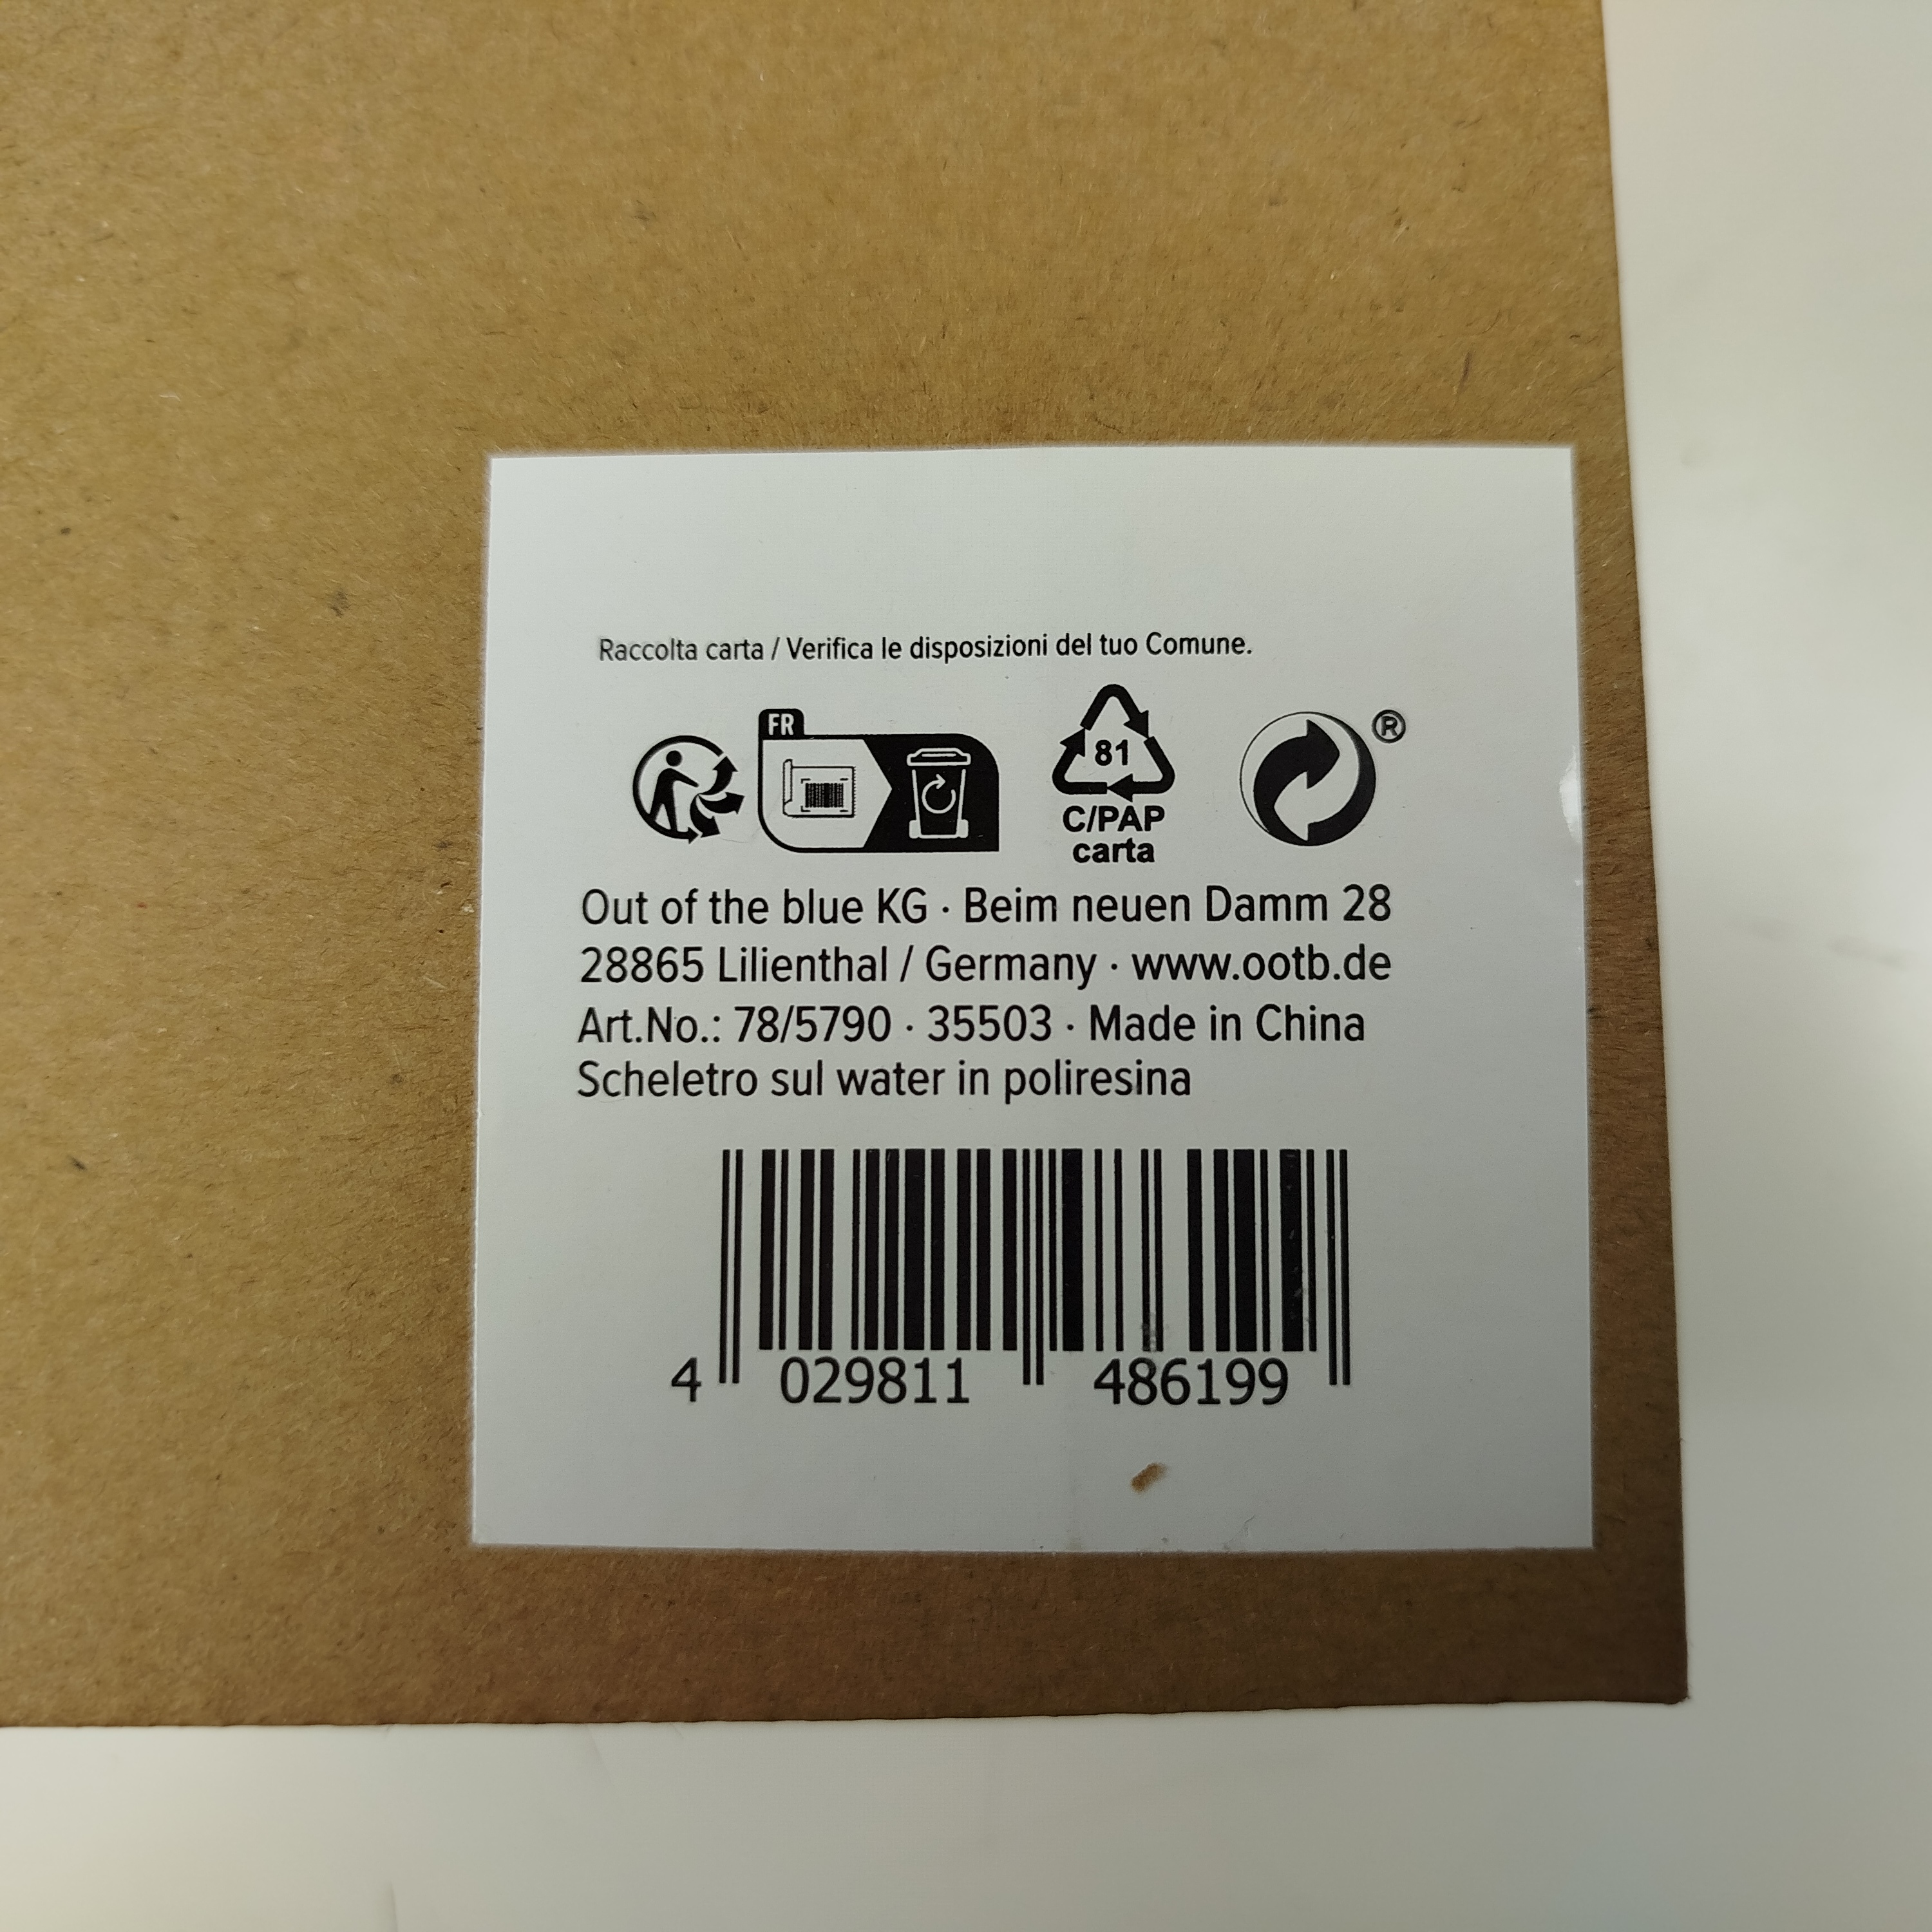 Raccolta carta / Verifica le disposizioni del tuo Comune.
FR
81
C/PAP
carta
®
Out of the blue KG · Beim neuen Damm 28
28865 Lilienthal / Germany · www.ootb.de
Art.No.: 78/5790 · 35503 · Made in China
Scheletro sul water in poliresina
4 029811 486199